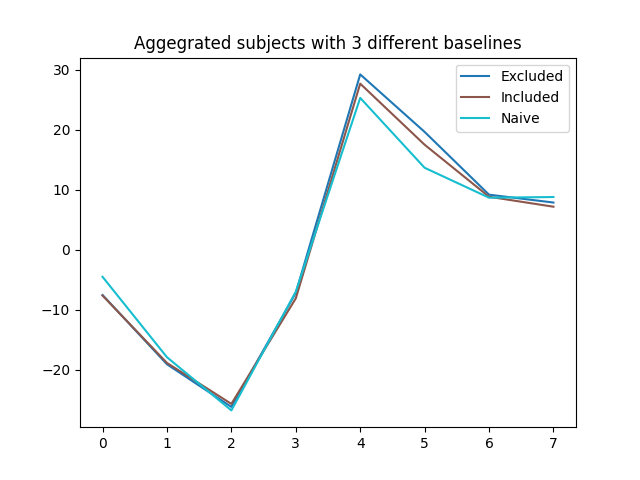 Aggegrated subjects with 3 different baselines
30
20
10
0
−10
−20
0 1 2 3 4 5 6 7
Excluded
Included
Naive